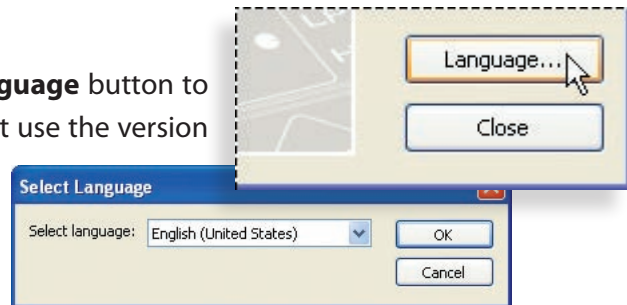 Language...
guage button to
t use the version
Close
Select Language
Select language: English (United States) OK
Cancel